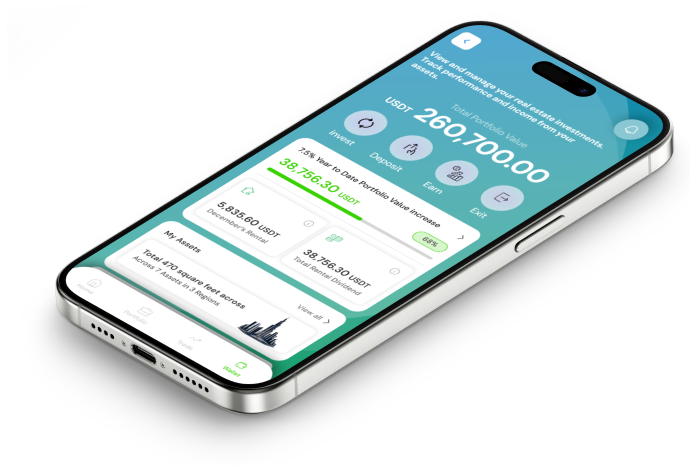 View and manage your real estate investments.
Track performance and income from your
assets.
Total Portfolio Value
USDT 260,700.00
Invest
Deposit
Earn
Exit
7.5% Year to Date Portfolio Value increase
38,756.30 USDT
68%
5,835.60 USDT
December's Rental
38,756.30 USDT
Total Rental Dividend
My Assets
View all
Total 470 square feet across
Across 7 Assets in 3 Regions
Home
Portfolio
Trade
Wallet